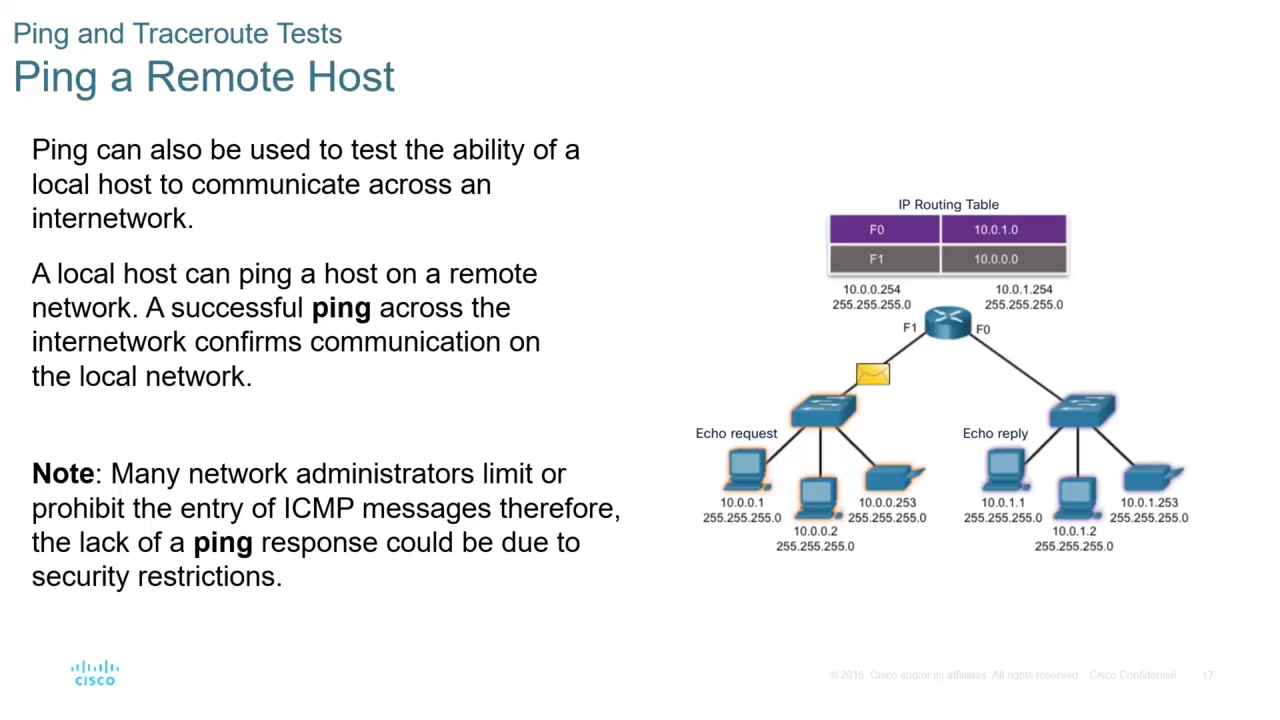 Ping and Traceroute Tests
Ping a Remote Host
Ping can also be used to test the ability of a
local host to communicate across an
internetwork.
A local host can ping a host on a remote
network. A successful ping across the
internetwork confirms communication on
the local network.
Note: Many network administrators limit or
prohibit the entry of ICMP messages therefore,
the lack of a ping response could be due to
security restrictions.
IP Routing Table
F0 10.0.1.0
F1 10.0.0.0
10.0.0.254
255.255.255.0
10.0.1.254
255.255.255.0
F1
F0
Echo request
10.0.0.1
255.255.255.0
10.0.0.2
255.255.255.0
10.0.0.253
255.255.255.0
Echo reply
10.0.1.1
255.255.255.0
10.0.1.2
255.255.255.0
10.0.1.253
255.255.255.0
CISCO
© 2016 Cisco and/or its affiliates. All rights reserved. Cisco Confidential
17